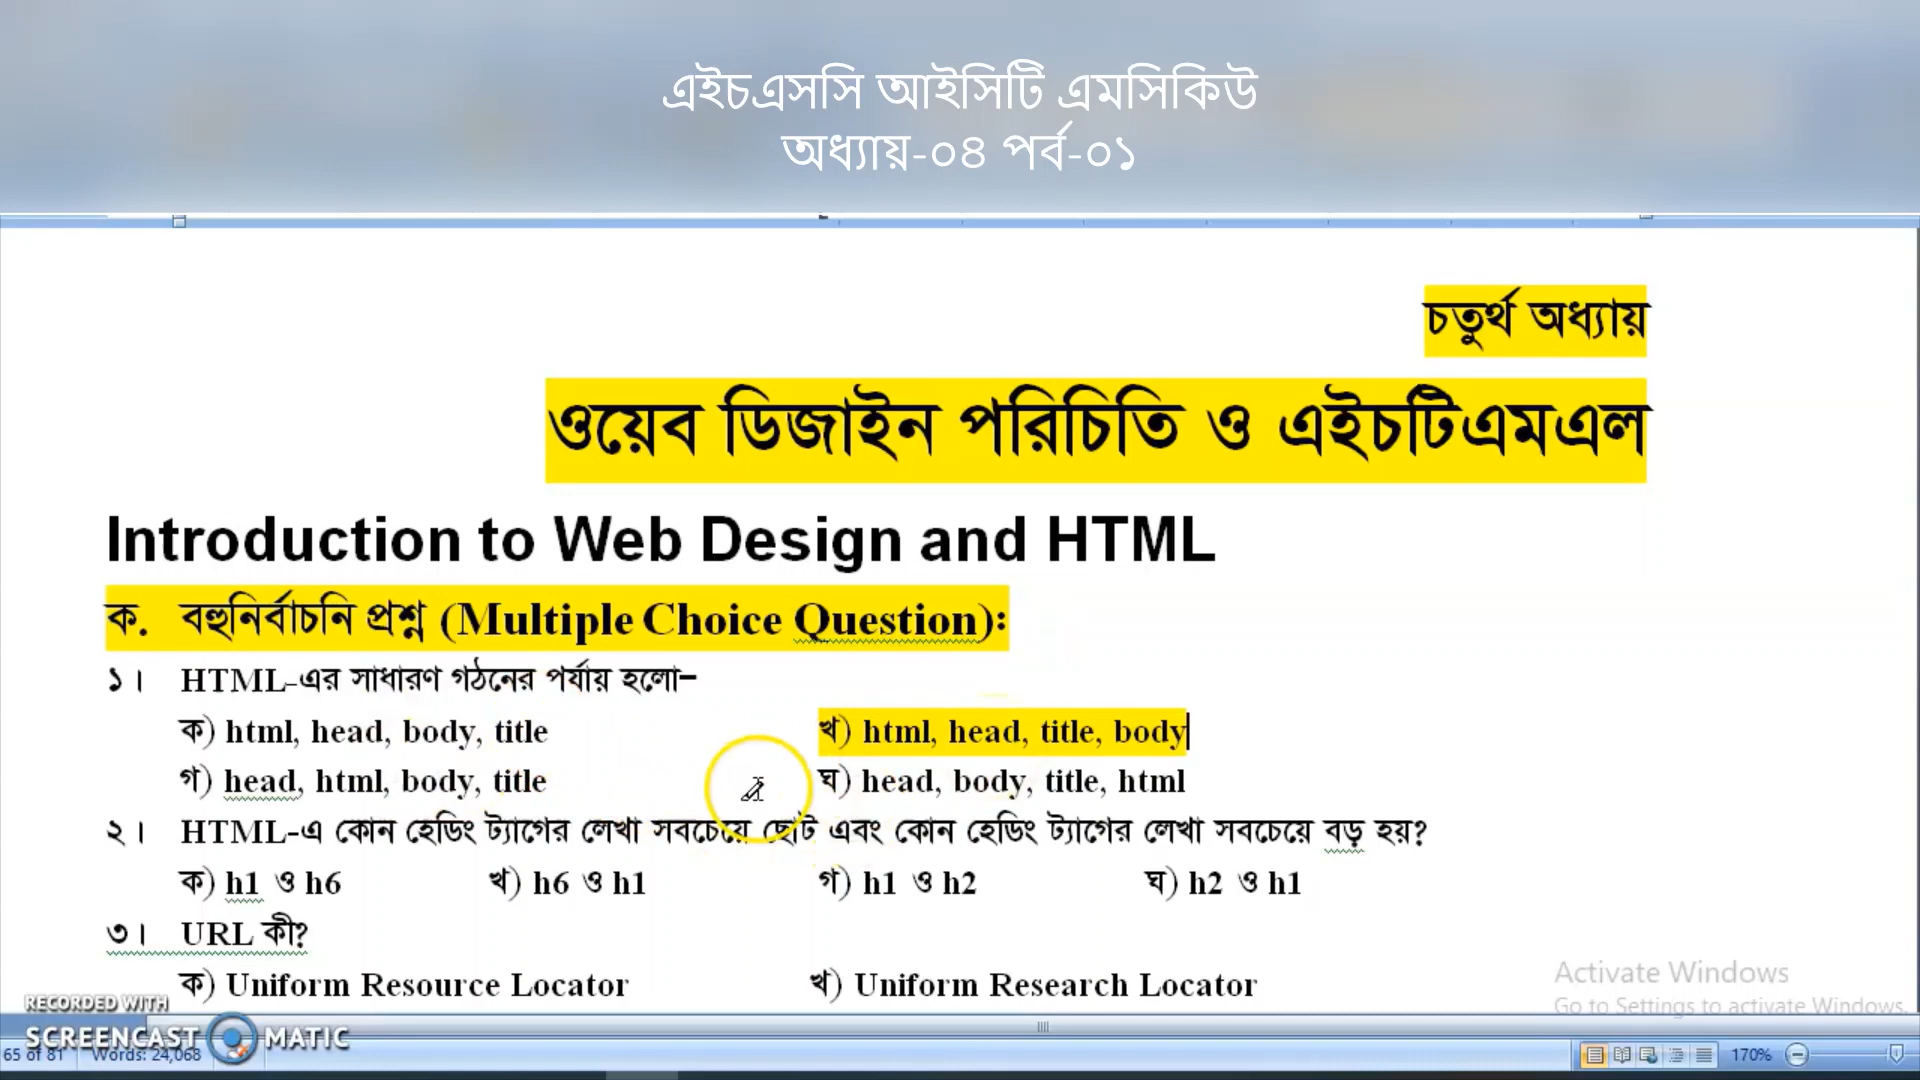 এইচএসসি আইসিটি এমসিকিউ
অধ্যায়-০৪ পর্ব-০১
চতুর্থ অধ্যায়
ওয়েব ডিজাইন পরিচিতি ও এইচটিএমএল
Introduction to Web Design and HTML
ক. বহুনির্বাচনি প্রশ্ন (Multiple Choice Question):
১। HTML-এর সাধারণ গঠনের পর্যায় হলো–
ক) html, head, body, title খ) html, head, title, body
গ) head, html, body, title ঘ) head, body, title, html
২। HTML-এ কোন হেডিং ট্যাগের লেখা সবচেয়ে ছোট এবং কোন হেডিং ট্যাগের লেখা সবচেয়ে বড় হয়?
ক) h1 ও h6 খ) h6 ও h1 গ) h1 ও h2 ঘ) h2 ও h1
৩। URL কী?
ক) Uniform Resource Locator খ) Uniform Research Locator
Activate Windows
Go to Settings to activate Windows.
RECORDED WITH
SCREENCAST MATIC
65 of 81 Words: 24,068 170%